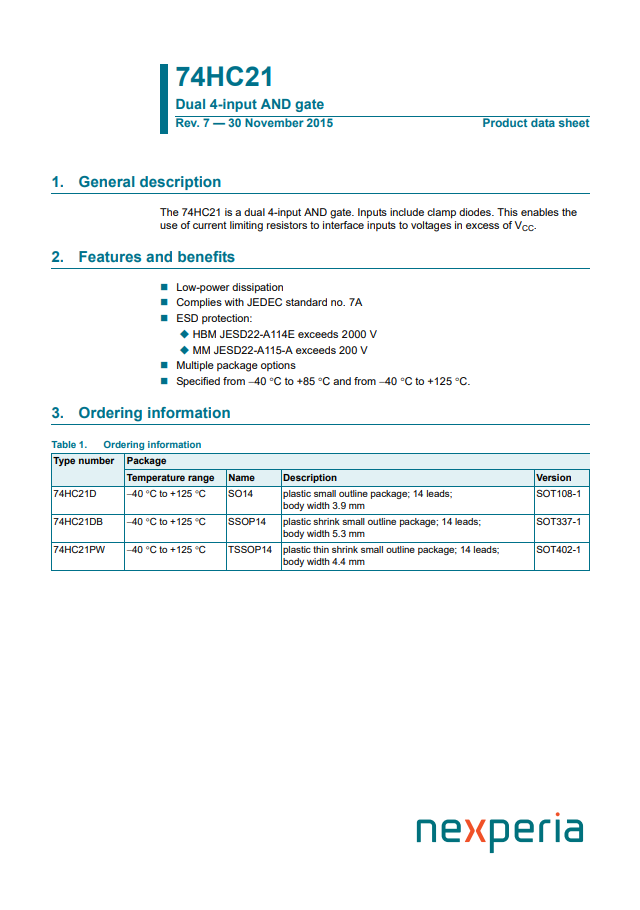 74HC21
Dual 4-input AND gate
Rev. 7 — 30 November 2015 Product data sheet
1. General description
The 74HC21 is a dual 4-input AND gate. Inputs include clamp diodes. This enables the
use of current limiting resistors to interface inputs to voltages in excess of VCC.
2. Features and benefits
■ Low-power dissipation
■ Complies with JEDEC standard no. 7A
■ ESD protection:
◆ HBM JESD22-A114E exceeds 2000 V
◆ MM JESD22-A115-A exceeds 200 V
■ Multiple package options
■ Specified from −40 °C to +85 °C and from −40 °C to +125 °C.
3. Ordering information
Table 1. Ordering information
Type number Package
Temperature range Name Description Version
74HC21D −40 °C to +125 °C SO14 plastic small outline package; 14 leads; SOT108-1
body width 3.9 mm
74HC21DB −40 °C to +125 °C SSOP14 plastic shrink small outline package; 14 leads; SOT337-1
body width 5.3 mm
74HC21PW −40 °C to +125 °C TSSOP14 plastic thin shrink small outline package; 14 leads; SOT402-1
body width 4.4 mm
nexperia